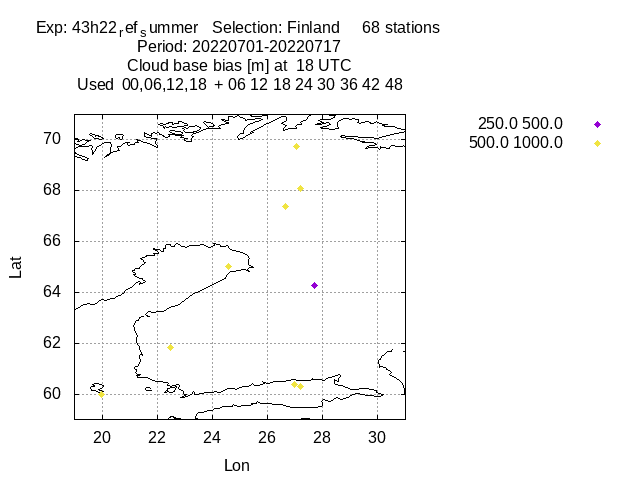 Exp: 43h22ref summer Selection: Finland 68 stations
Period: 20220701-20220717
Cloud base bias [m] at 18 UTC
Used 00,06,12,18 + 06 12 18 24 30 36 42 48
250.0 500.0
500.0 1000.0
70
68
66
64
62
60
Lat
20 22 24 26 28 30
Lon